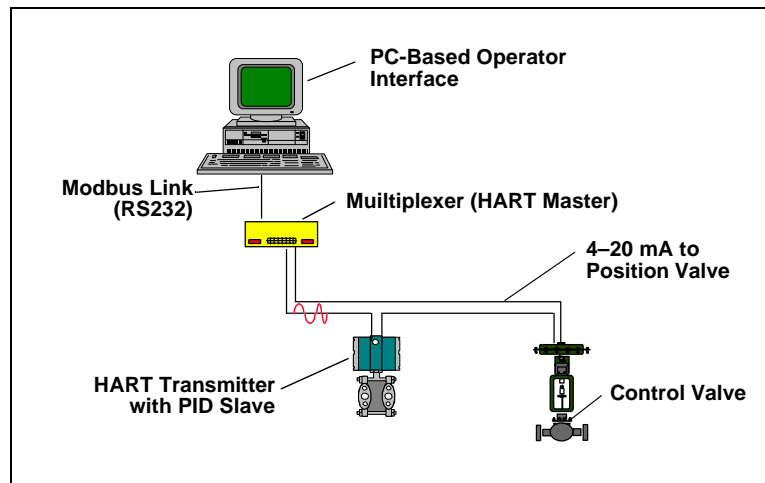 PC-Based Operator
Interface
Modbus Link
(RS232)
Muiltiplexer (HART Master)
4–20 mA to
Position Valve
HART Transmitter
with PID Slave
Control Valve